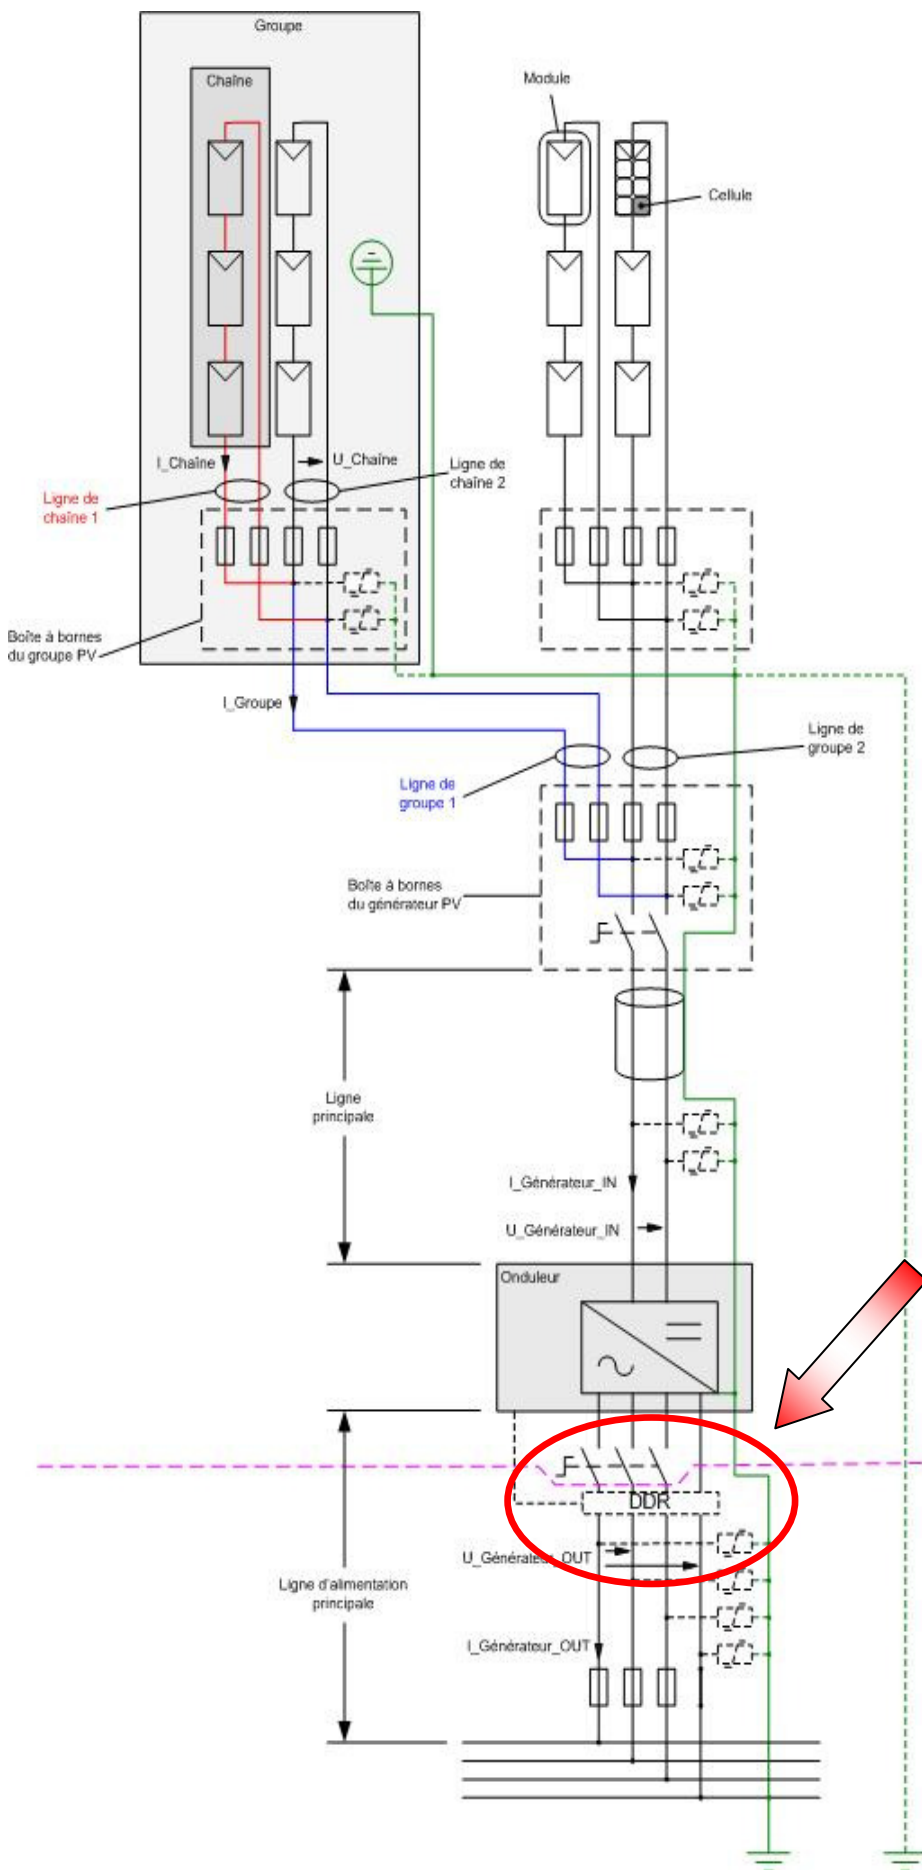 Groupe
Chaîne
Module
Cellule
I_Chaîne
U_Chaîne
Ligne de
chaîne 2
Ligne de
chaîne 1
Boîte à bornes
du groupe PV
I_Groupe
Ligne de
groupe 2
Ligne de
groupe 1
Boîte à bornes
du générateur PV
Ligne
principale
I_Générateur_IN
U_Générateur_IN
Onduleur
DDR
U_Générateur_OUT
Ligne d'alimentation
principale
I_Générateur_OUT